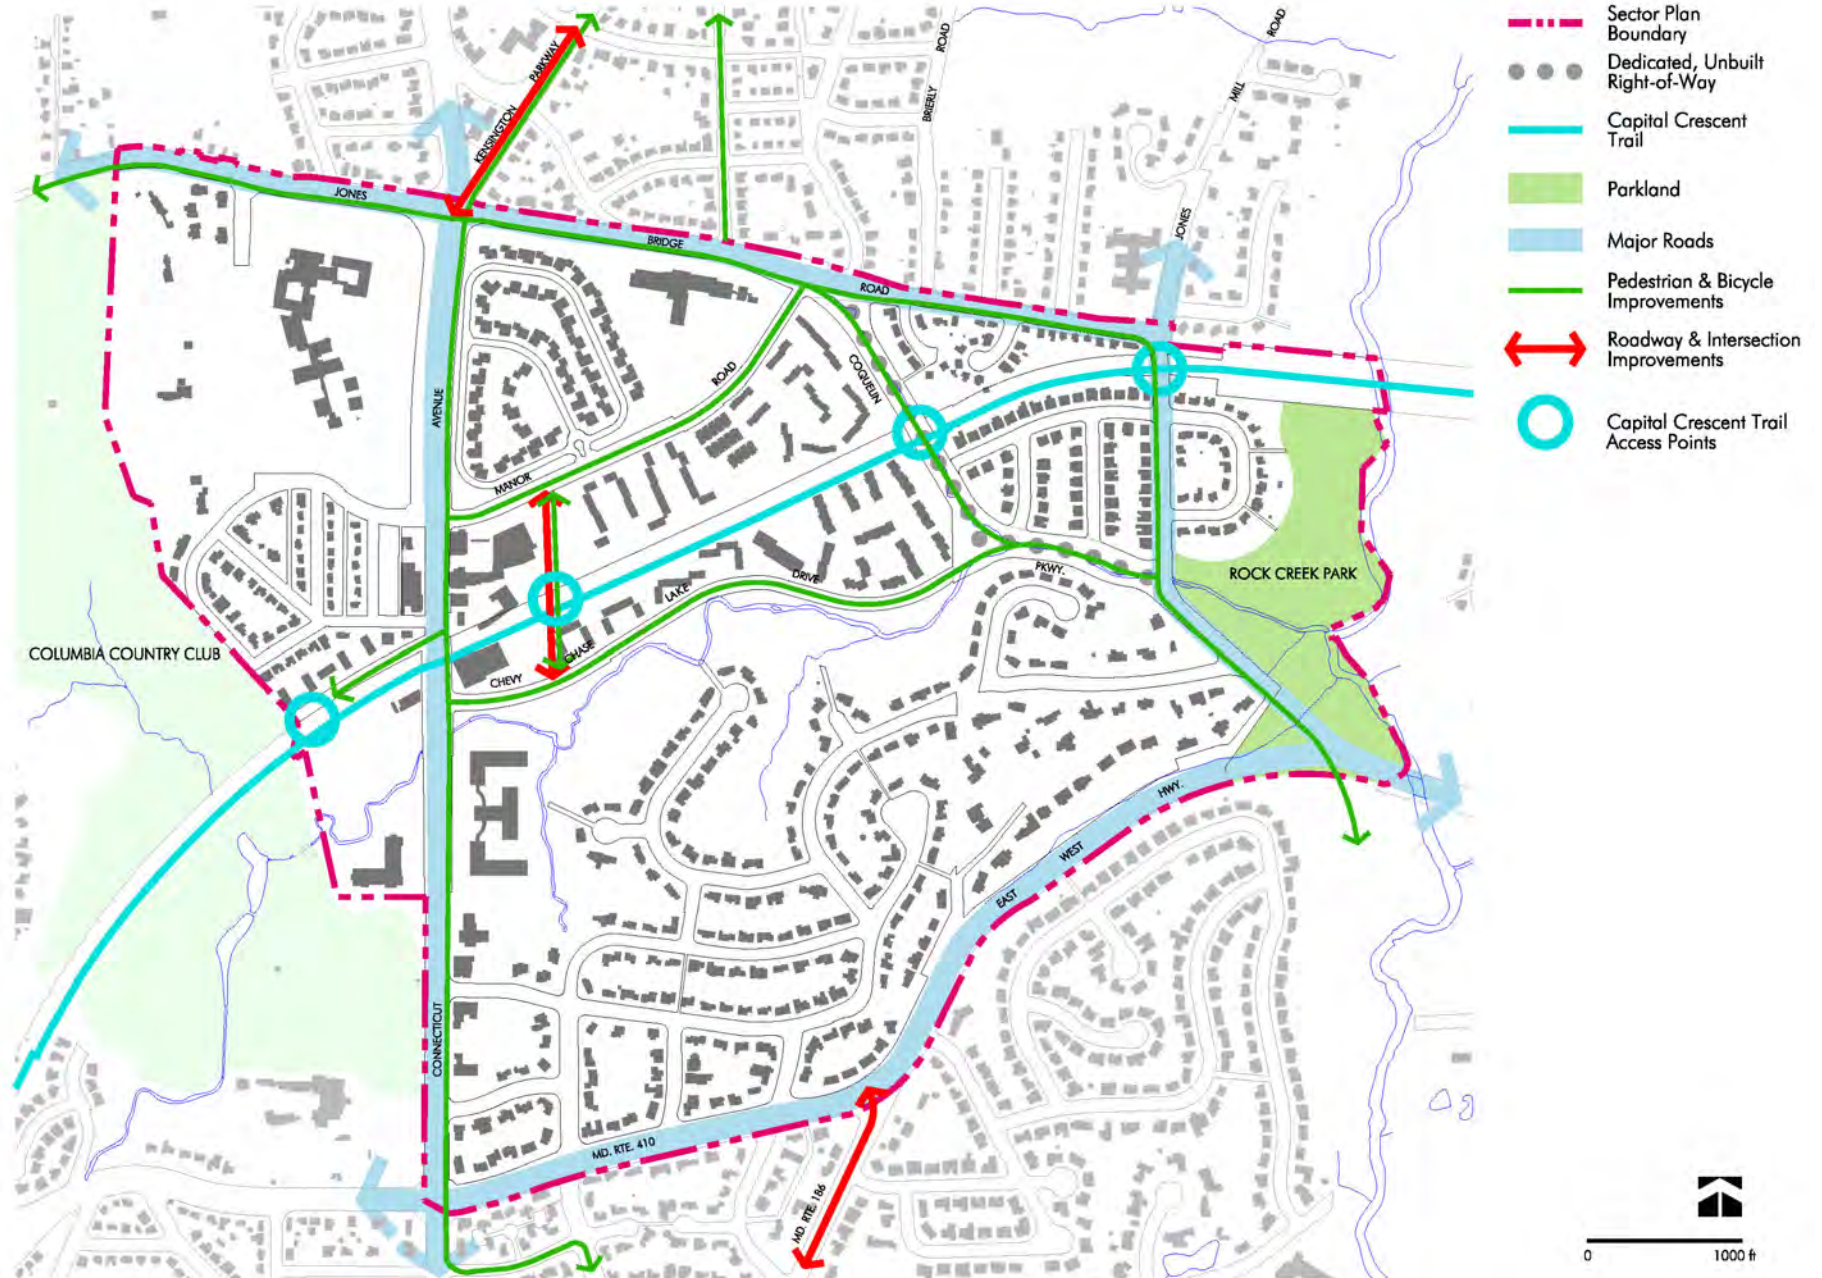 Sector Plan
Boundary
Dedicated, Unbuilt
Right-of-Way
Capital Crescent
Trail
Parkland
Major Roads
Pedestrian & Bicycle
Improvements
Roadway & Intersection
Improvements
Capital Crescent Trail
Access Points
ROAD
ROAD
PARKWAY
KENSINGTON
BRIERLY
MILL
JONES
JONES
BRIDGE
ROAD
AVENUE
ROAD
COQUELIN
MANOR
DRIVE
PKWY.
ROCK CREEK PARK
LAKE
CHASE
CHEVY
COLUMBIA COUNTRY CLUB
HWY.
WEST
EAST
CONNECTICUT
MD. RTE. 410
MD. RTE. 186
0 1000 ft